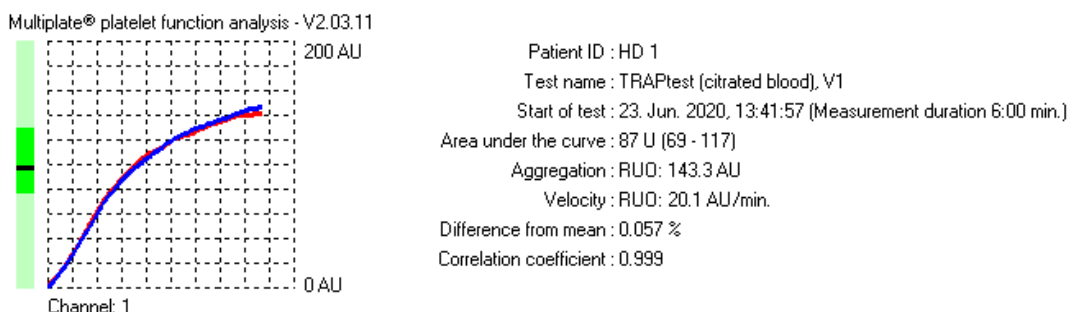 Multiplate® platelet function analysis - V2.03.11
200 AU
0 AU
Channel: 1
Patient ID : HD 1
Test name : TRAPtest (citrated blood), V1
Start of test : 23. Jun. 2020, 13:41:57 (Measurement duration 6:00 min.)
Area under the curve : 87 U (69 - 117)
Aggregation : RUO: 143.3 AU
Velocity : RUO: 20.1 AU/min.
Difference from mean : 0.057 %
Correlation coefficient : 0.999